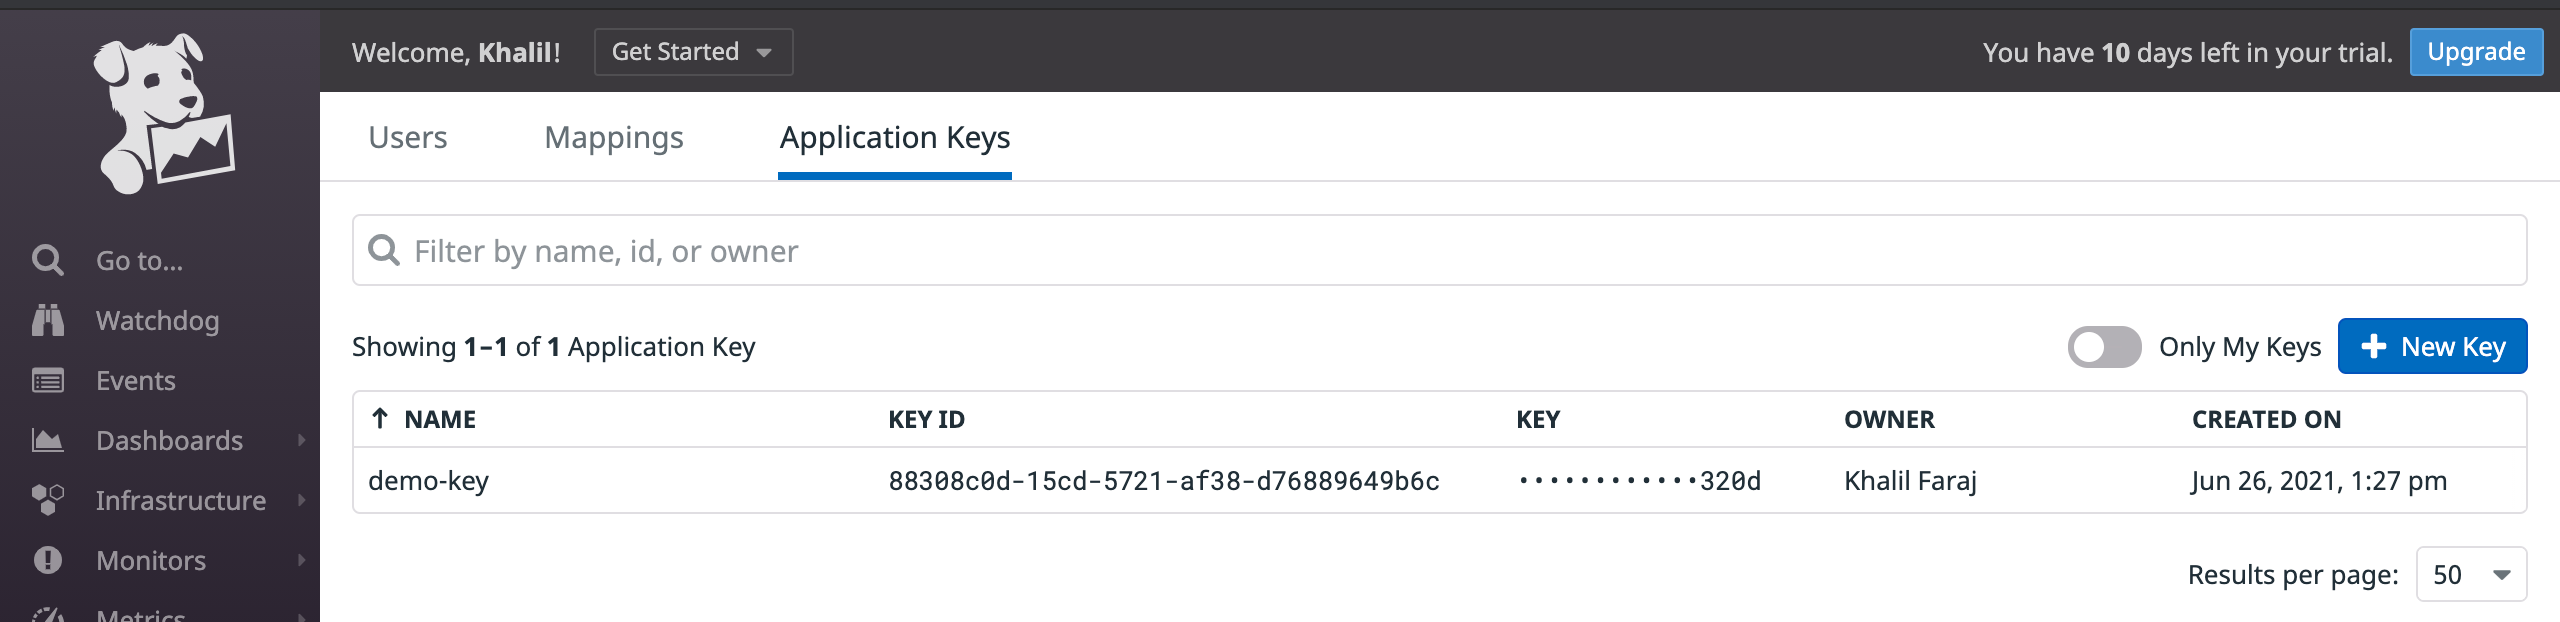 Welcome, Khalil! Get Started You have 10 days left in your trial. Upgrade
Users Mappings Application Keys
Filter by name, id, or owner
Go to...
Watchdog
Events
Dashboards
Infrastructure
Monitors
Metrics
Showing 1–1 of 1 Application Key Only My Keys New Key
NAME KEY ID KEY OWNER CREATED ON
demo-key 88308c0d-15cd-5721-af38-d76889649b6c ············320d Khalil Faraj Jun 26, 2021, 1:27 pm
Results per page: 50